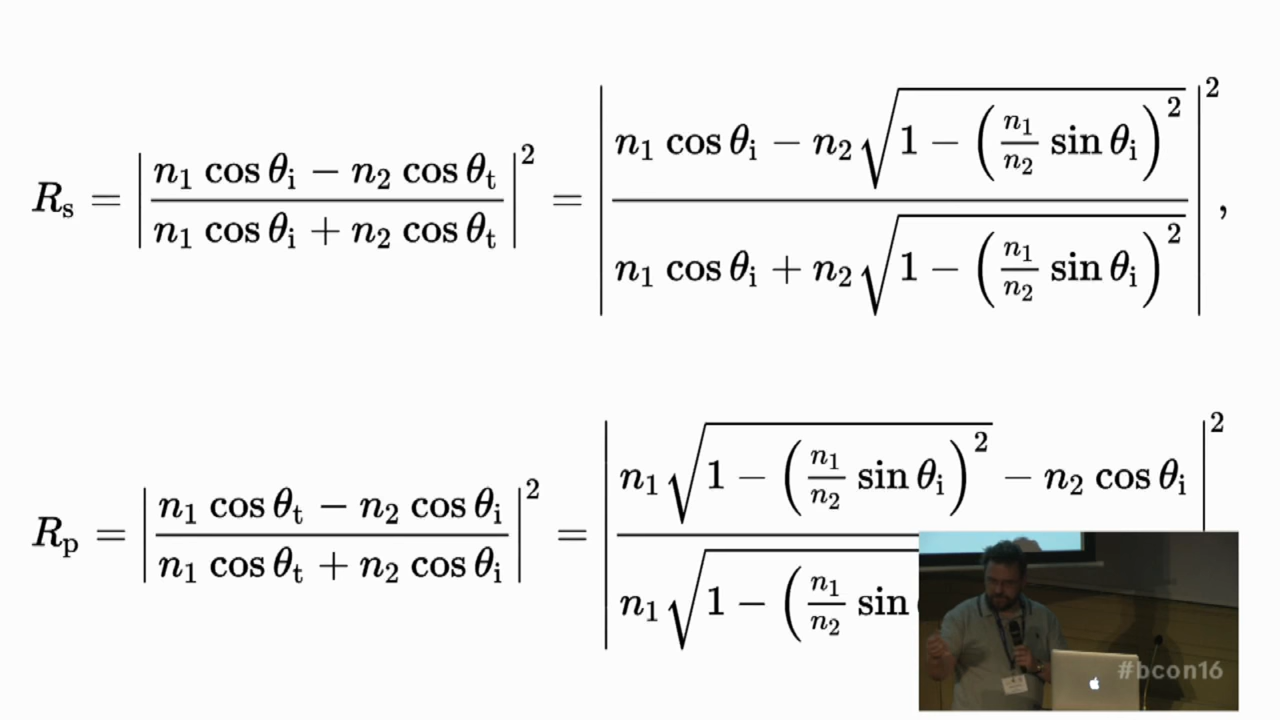 R_s = |(n_1 cos θ_i − n_2 cos θ_t) / (n_1 cos θ_i + n_2 cos θ_t)|^2 = |(n_1 cos θ_i − n_2 √(1 − (n_1/n_2 sin θ_i)^2)) / (n_1 cos θ_i + n_2 √(1 − (n_1/n_2 sin θ_i)^2))|^2,
R_p = |(n_1 cos θ_t − n_2 cos θ_i) / (n_1 cos θ_t + n_2 cos θ_i)|^2 = |(n_1 √(1 − (n_1/n_2 sin θ_i)^2) − n_2 cos θ_i) / (n_1 √(1 − (n_1/n_2 sin
#bcon16